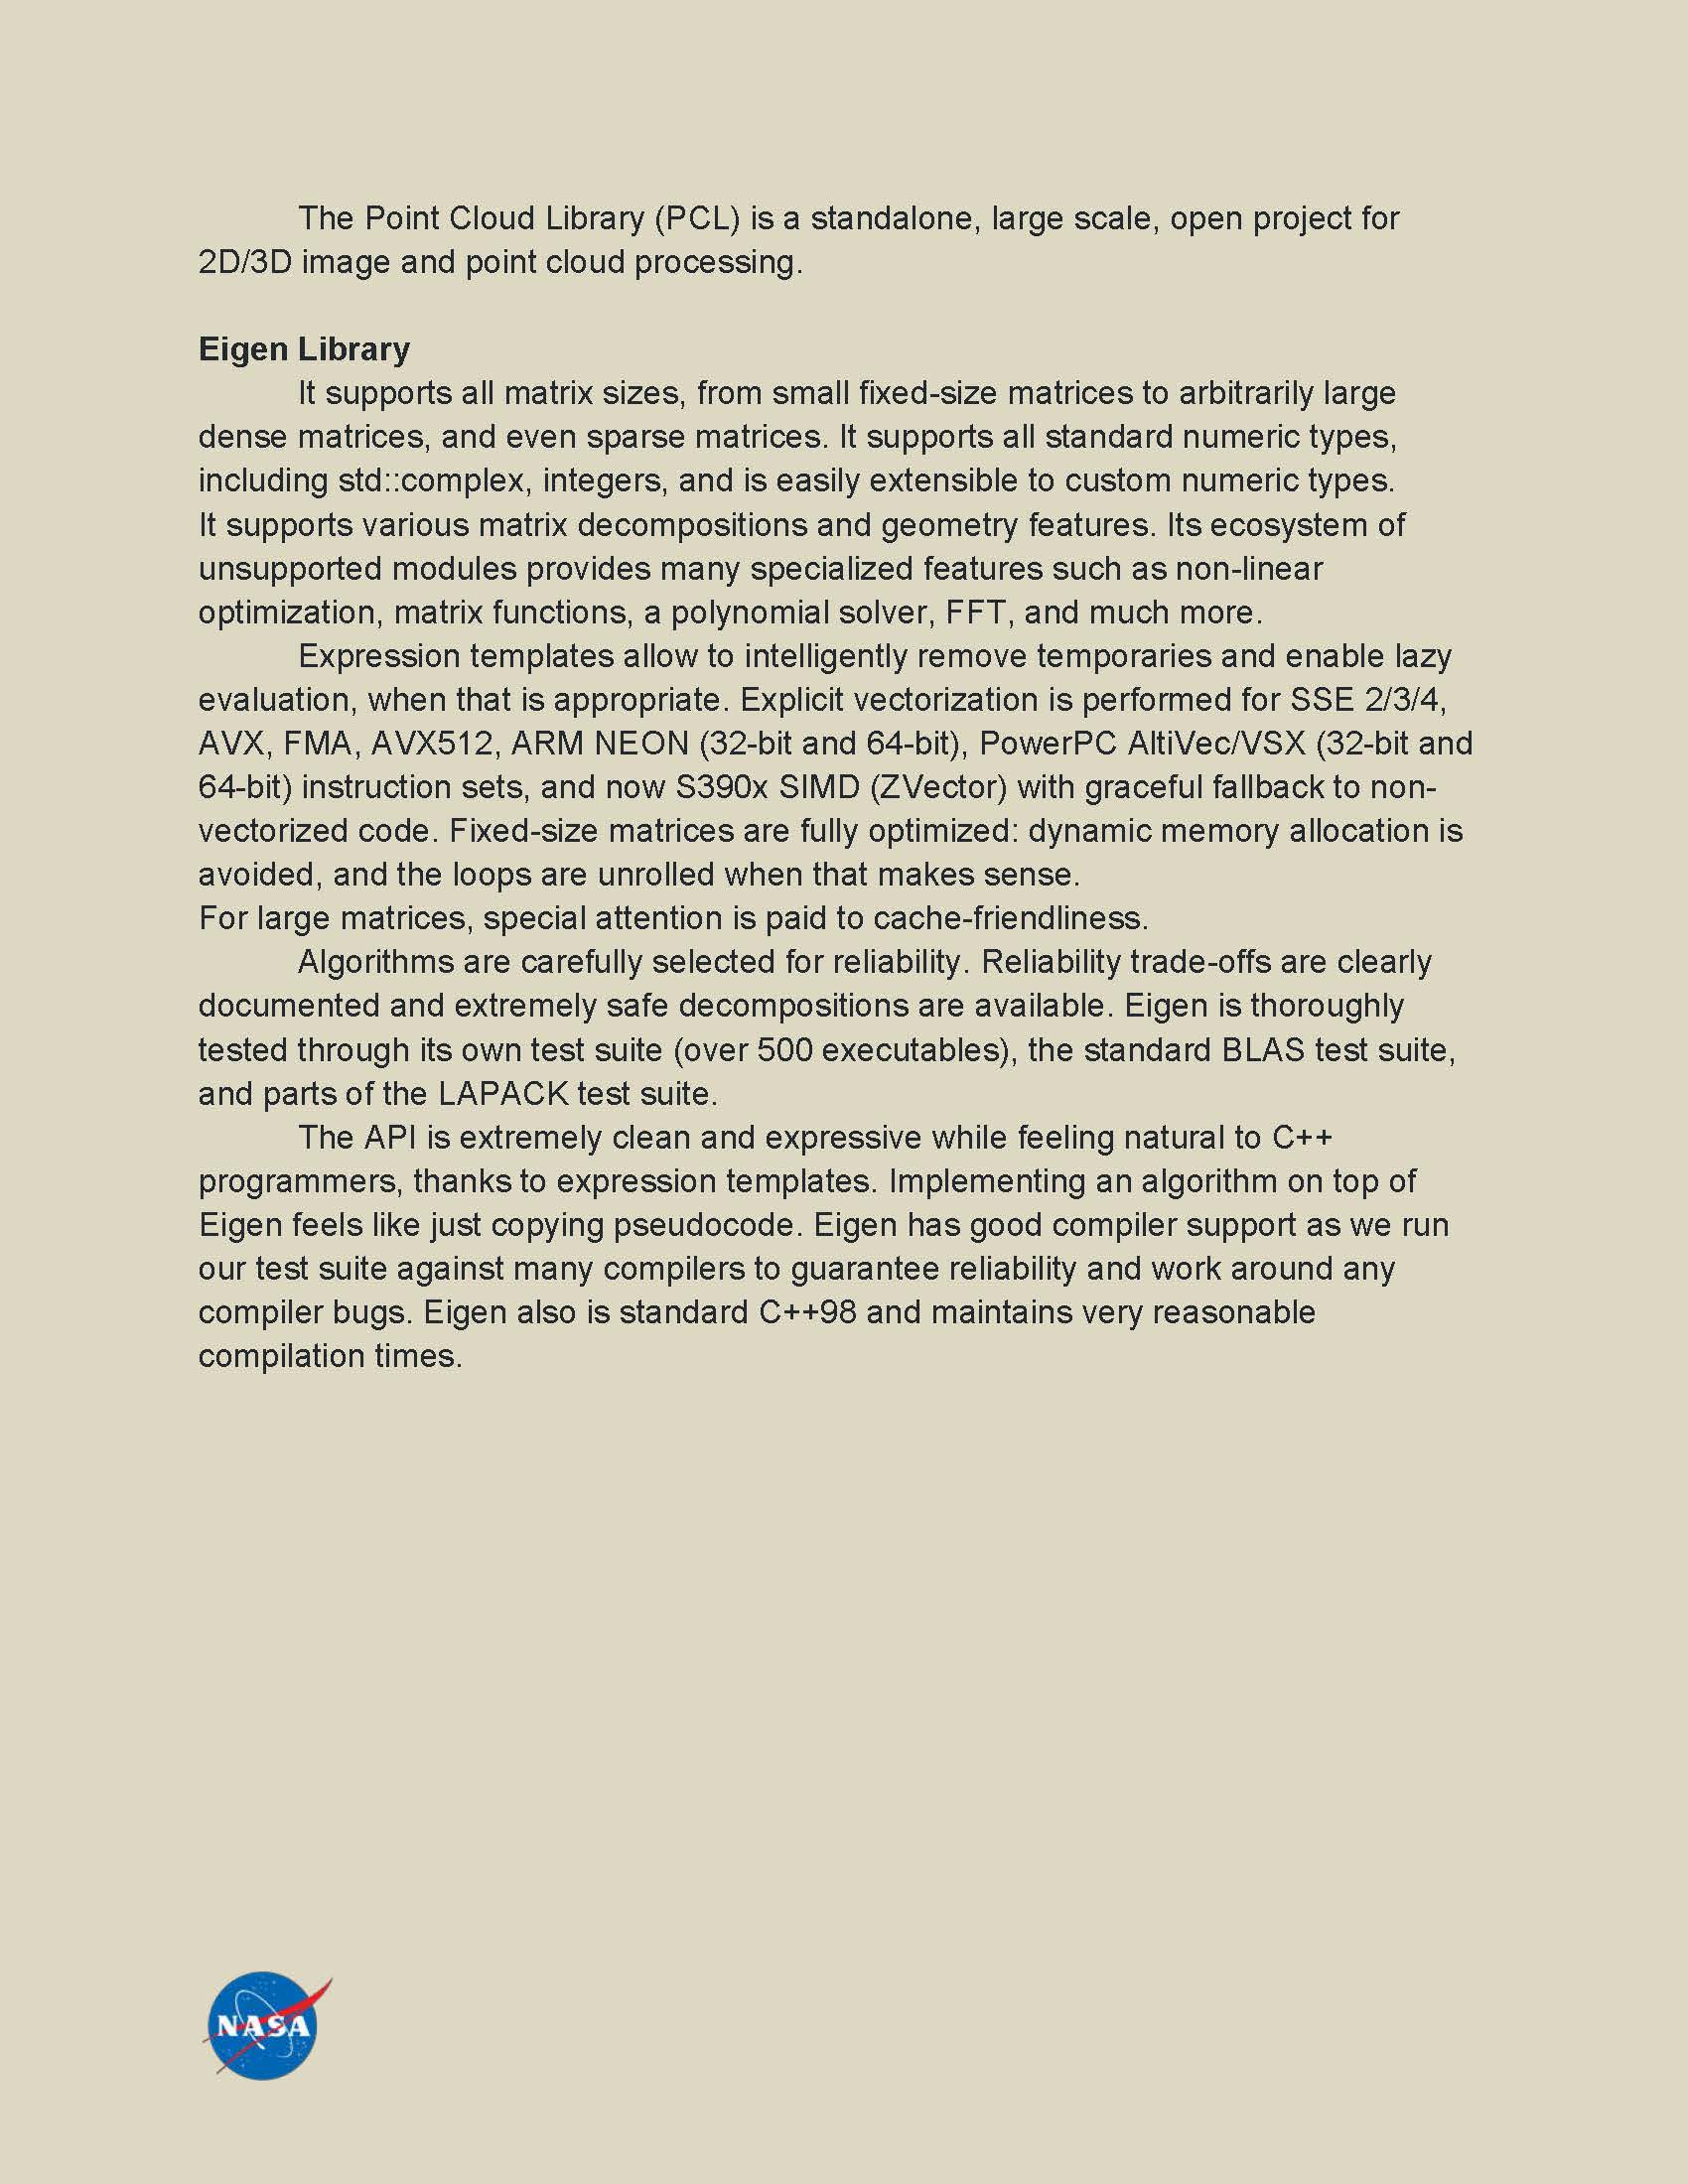 The Point Cloud Library (PCL) is a standalone, large scale, open project for
2D/3D image and point cloud processing.
Eigen Library
It supports all matrix sizes, from small fixed-size matrices to arbitrarily large
dense matrices, and even sparse matrices. It supports all standard numeric types,
including std::complex, integers, and is easily extensible to custom numeric types.
It supports various matrix decompositions and geometry features. Its ecosystem of
unsupported modules provides many specialized features such as non-linear
optimization, matrix functions, a polynomial solver, FFT, and much more.
Expression templates allow to intelligently remove temporaries and enable lazy
evaluation, when that is appropriate. Explicit vectorization is performed for SSE 2/3/4,
AVX, FMA, AVX512, ARM NEON (32-bit and 64-bit), PowerPC AltiVec/VSX (32-bit and
64-bit) instruction sets, and now S390x SIMD (ZVector) with graceful fallback to non-
vectorized code. Fixed-size matrices are fully optimized: dynamic memory allocation is
avoided, and the loops are unrolled when that makes sense.
For large matrices, special attention is paid to cache-friendliness.
Algorithms are carefully selected for reliability. Reliability trade-offs are clearly
documented and extremely safe decompositions are available. Eigen is thoroughly
tested through its own test suite (over 500 executables), the standard BLAS test suite,
and parts of the LAPACK test suite.
The API is extremely clean and expressive while feeling natural to C++
programmers, thanks to expression templates. Implementing an algorithm on top of
Eigen feels like just copying pseudocode. Eigen has good compiler support as we run
our test suite against many compilers to guarantee reliability and work around any
compiler bugs. Eigen also is standard C++98 and maintains very reasonable
compilation times.
NASA